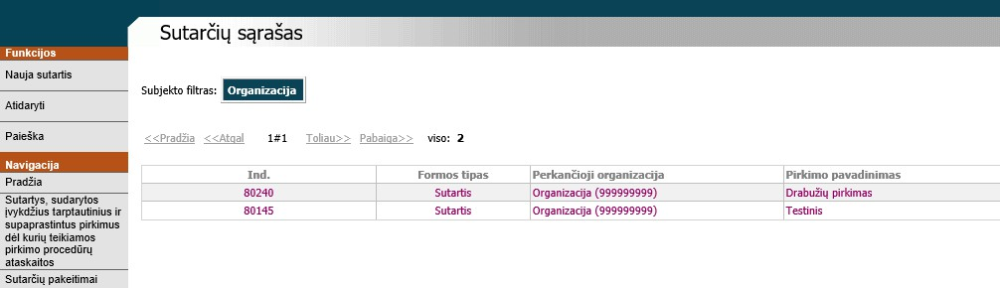 Sutarčių sąrašas
Funkcijos
Nauja sutartis
Atidaryti
Paieška
Navigacija
Pradžia
Sutartys, sudarytos
įvykdžius tarptautinius ir
supaprastintus pirkimus
dėl kurių teikiamos
pirkimo procedūrų
ataskaitos
Sutarčių pakeitimai
Subjekto filtras: Organizacija
<<Pradžia <<Atgal 1#1 Toliau>> Pabaiga>> viso: 2
Ind. Formos tipas Perkančioji organizacija Pirkimo pavadinimas
80240 Sutartis Organizacija (999999999) Drabužių pirkimas
80145 Sutartis Organizacija (999999999) Testinis